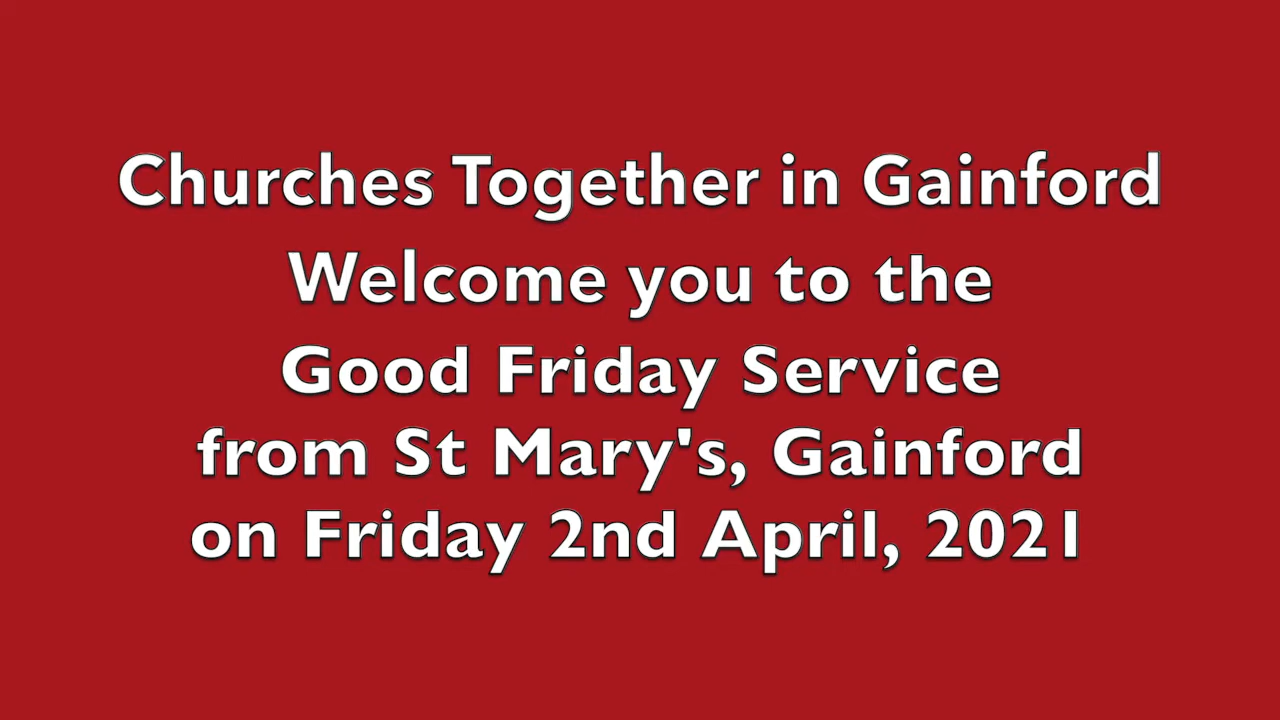 Churches Together in Gainford
Welcome you to the
Good Friday Service
from St Mary's, Gainford
on Friday 2nd April, 2021